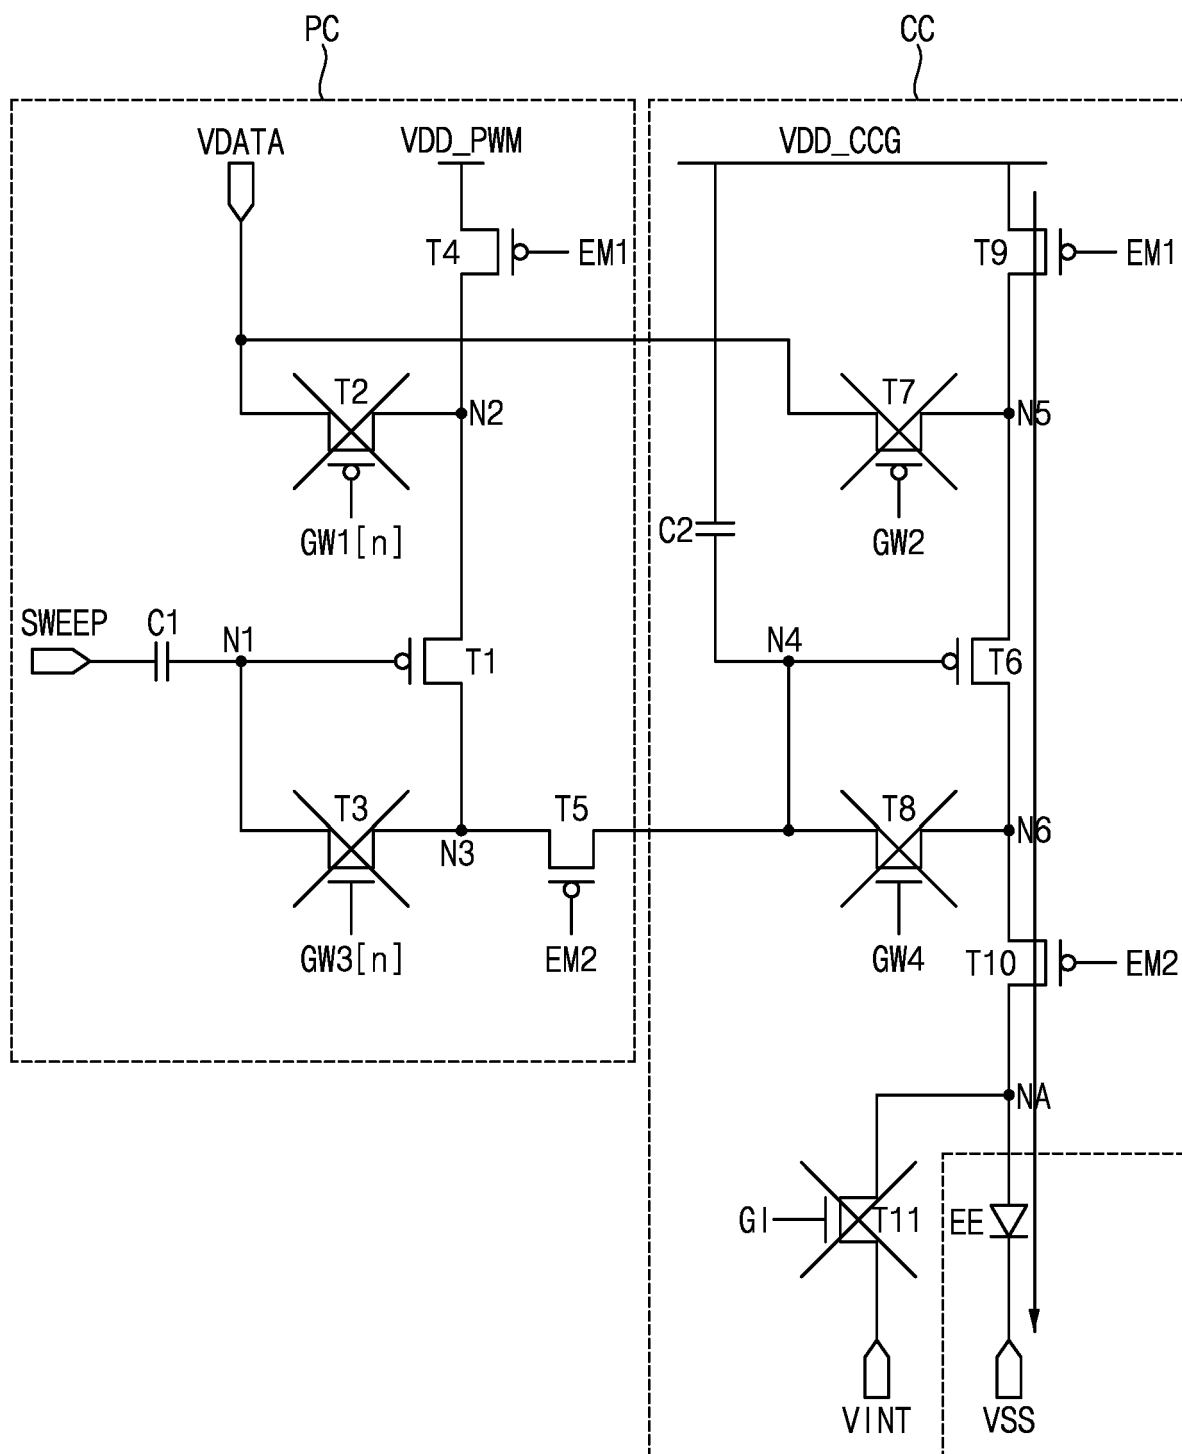 PC
CC
VDATA
VDD_PWM
VDD_CCG
T4
EM1
T9
EM1
T2
N2
T7
N5
GW1[n]
C2
GW2
SWEEP
C1
N1
T1
N4
T6
T3
N3
T5
T8
N6
GW3[n]
EM2
GW4
T10
EM2
NA
GI
T11
EE
VINT
VSS